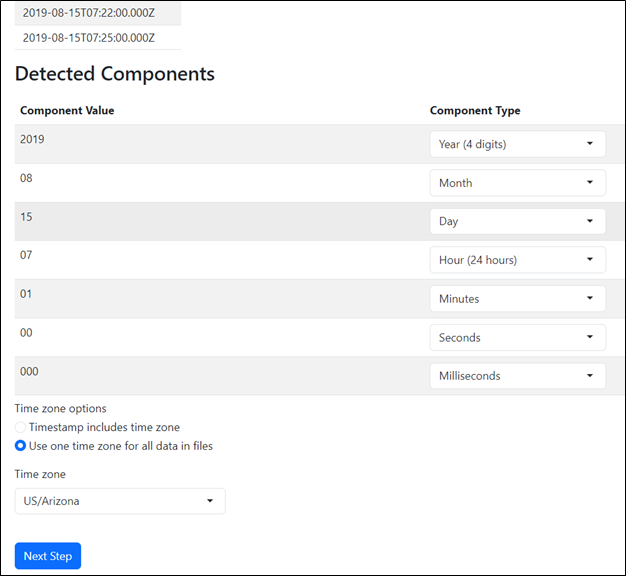 2019-08-15T07:22:00.000Z
2019-08-15T07:25:00.000Z
Detected Components
Component Value Component Type
2019 Year (4 digits)
08 Month
15 Day
07 Hour (24 hours)
01 Minutes
00 Seconds
000 Milliseconds
Time zone options
Timestamp includes time zone
Use one time zone for all data in files
Time zone
US/Arizona
Next Step